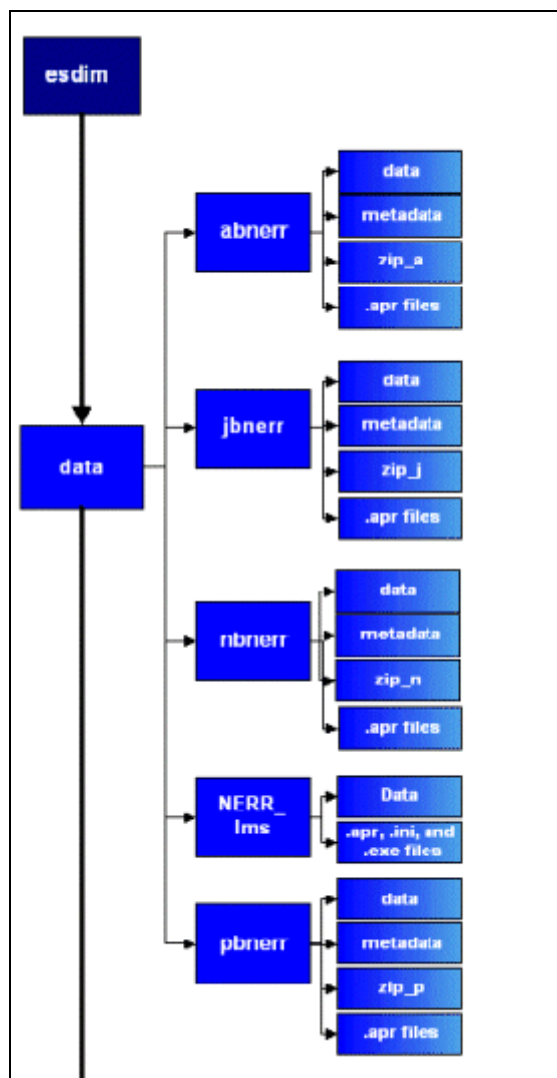 esdim
data
abnerr
data
metadata
zip_a
.apr files
jbnerr
data
metadata
zip_j
.apr files
nbnerr
data
metadata
zip_n
.apr files
NERR_
Ims
Data
.apr, .ini, and
.exe files
pbnerr
data
metadata
zip_p
.apr files